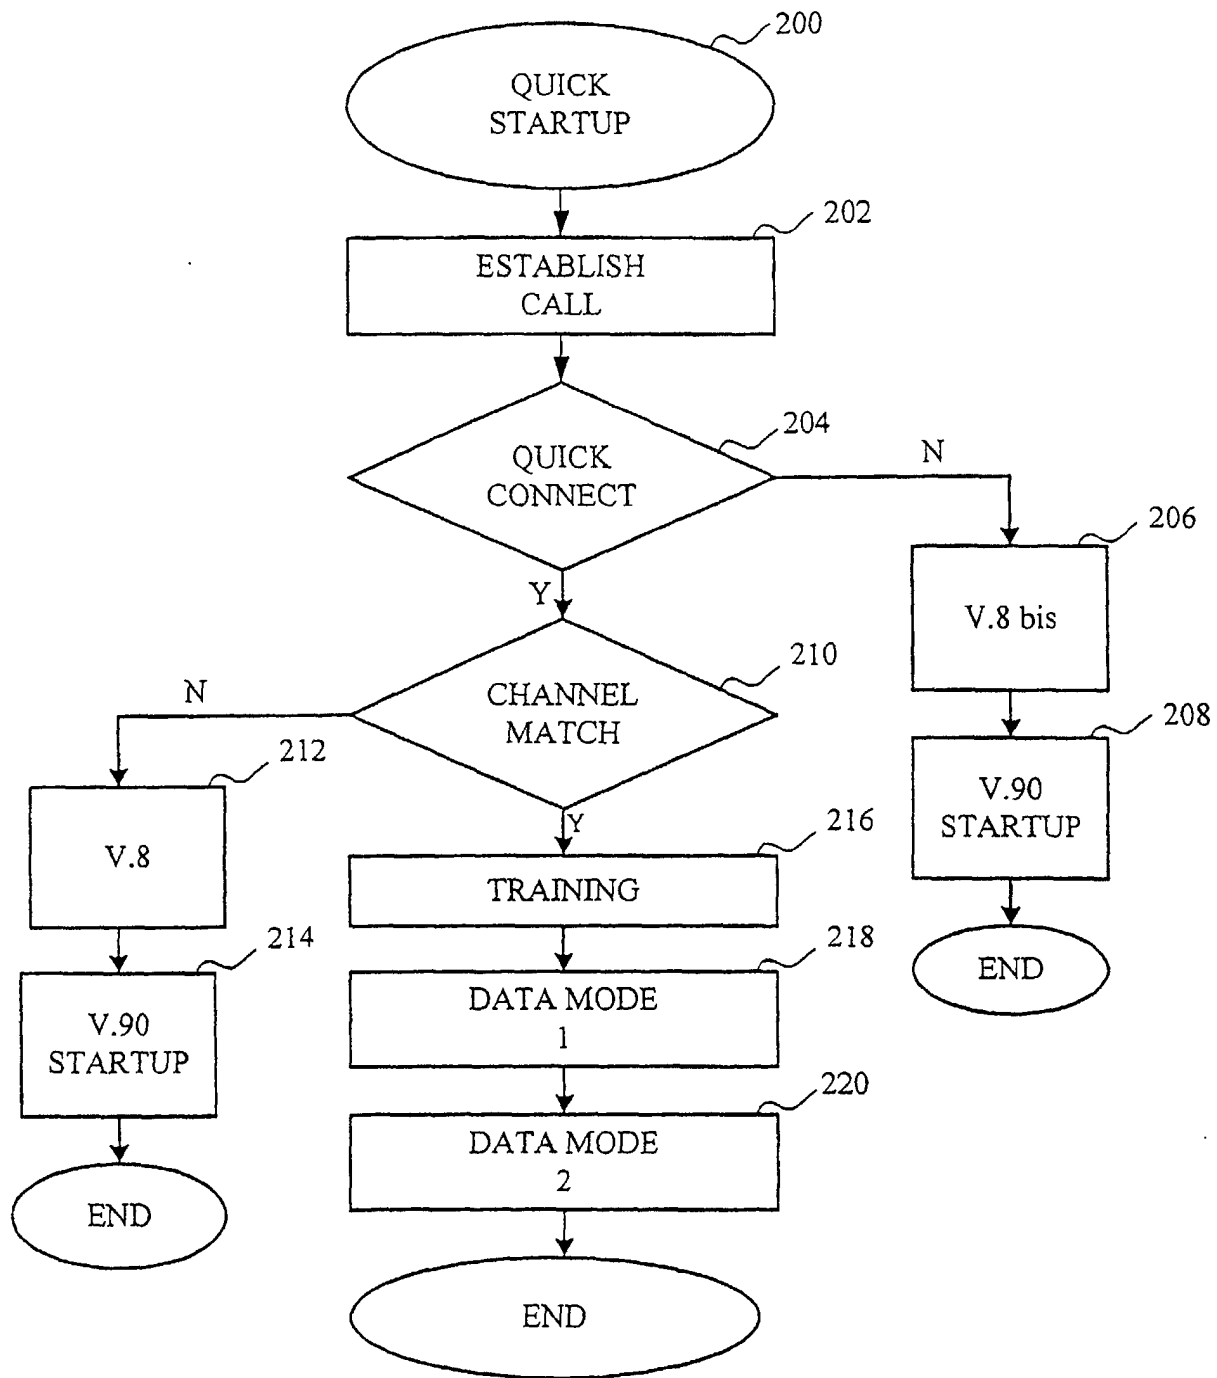 200
QUICK
STARTUP
202
ESTABLISH
CALL
204
QUICK
CONNECT
N
206
V.8 bis
Y
210
CHANNEL
MATCH
N
208
V.90
STARTUP
212
V.8
Y
216
TRAINING
END
214
V.90
STARTUP
218
DATA MODE
1
220
DATA MODE
2
END
END